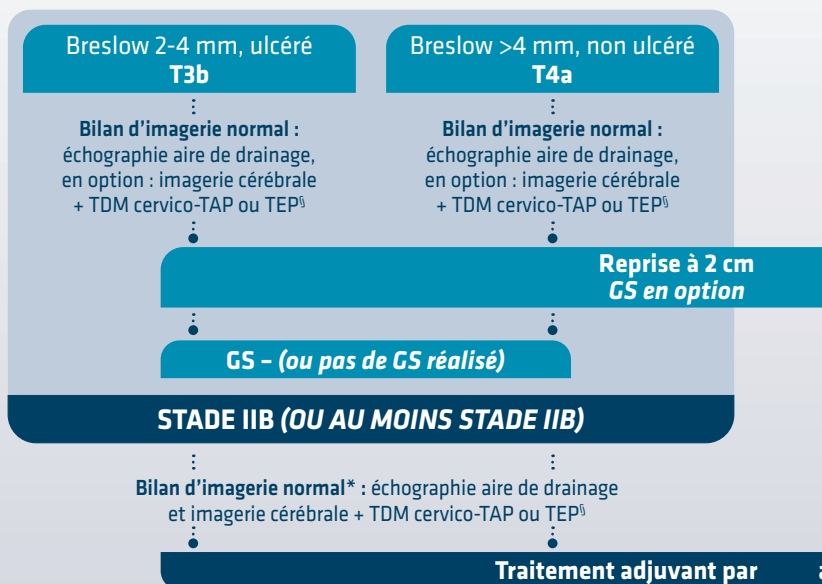 Breslow 2-4 mm, ulcéré
T3b
Bilan d’imagerie normal :
échographie aire de drainage,
en option : imagerie cérébrale
+ TDM cervico-TAP ou TEP§
Breslow >4 mm, non ulcéré
T4a
Bilan d’imagerie normal :
échographie aire de drainage,
en option : imagerie cérébrale
+ TDM cervico-TAP ou TEP§
Reprise à 2 cm
GS en option
GS – (ou pas de GS réalisé)
STADE IIB (OU AU MOINS STADE IIB)
Bilan d’imagerie normal* : échographie aire de drainage
et imagerie cérébrale + TDM cervico-TAP ou TEP§
Traitement adjuvant par